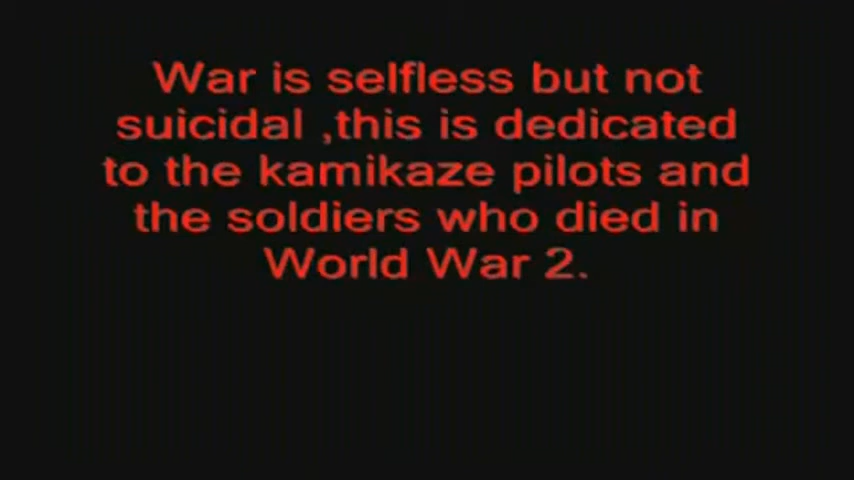 War is selfless but not
suicidal ,this is dedicated
to the kamikaze pilots and
the soldiers who died in
World War 2.